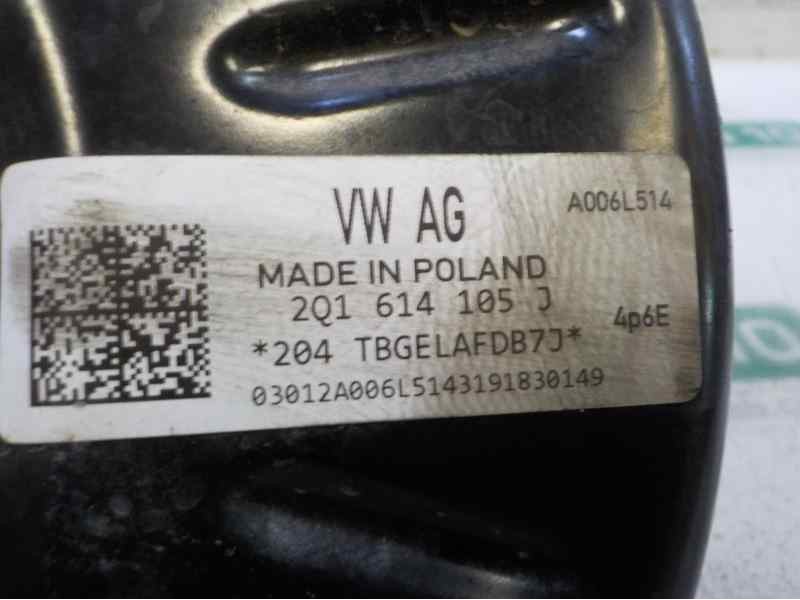 VW AG
A006L514
MADE IN POLAND
2Q1 614 105 J
4p6E
*204 TBGELAFDB7J*
03012A006L5143191830149